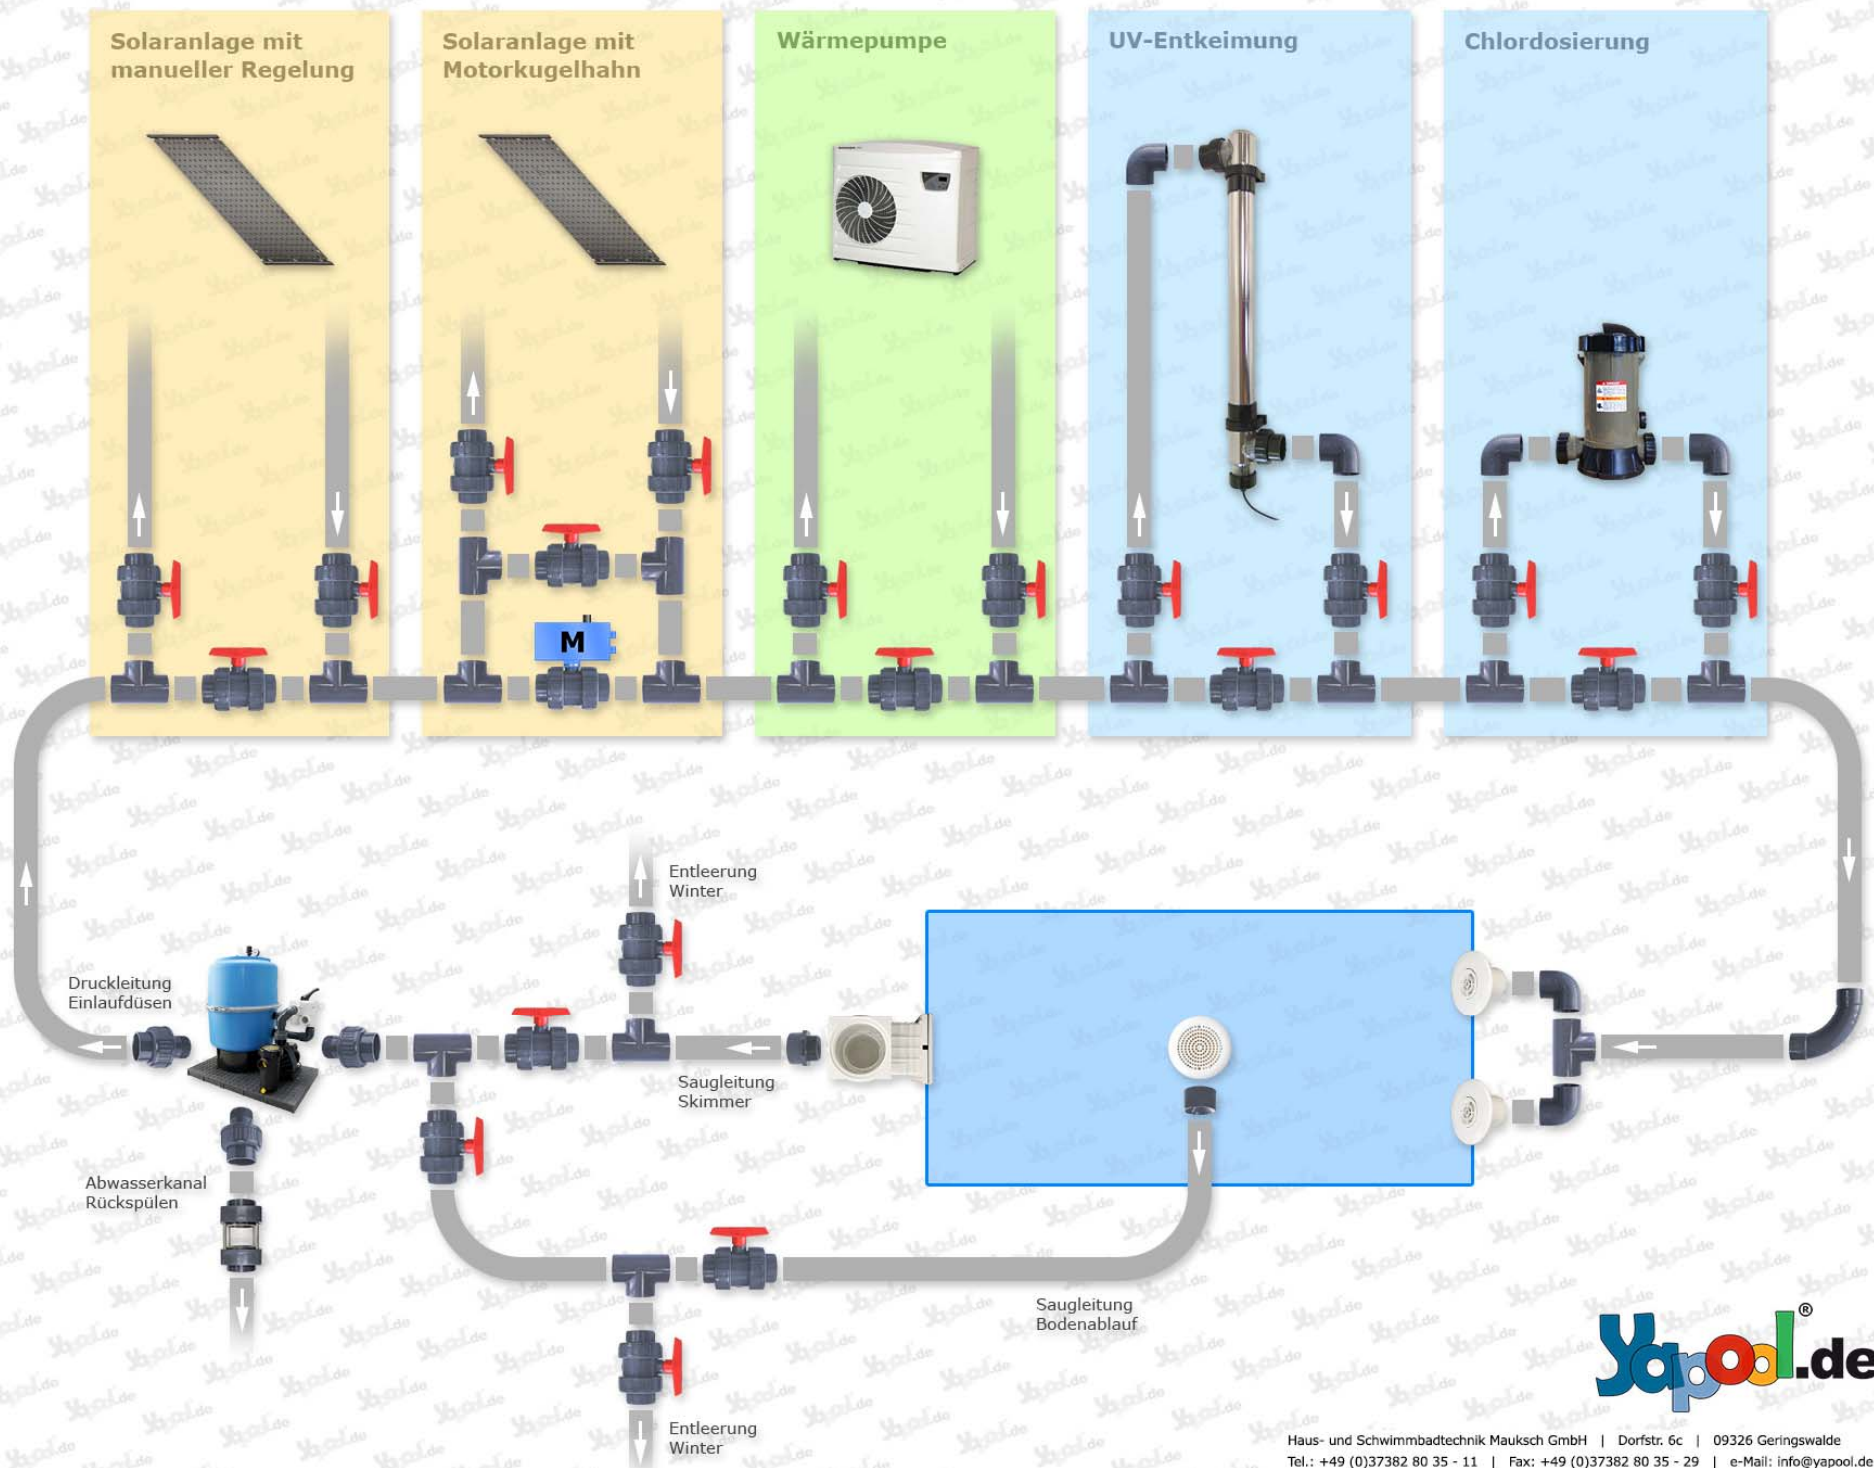 Solaranlage mit
manueller Regelung
Solaranlage mit
Motorkugelhahn
Wärmepumpe
UV-Entkeimung
Chlordosierung
M
Entleerung
Winter
Druckleitung
Einlaufdüsen
Saugleitung
Skimmer
Abwasserkanal
Rückspülen
Saugleitung
Bodenablauf
Entleerung
Winter
Yapool.de®
Haus- und Schwimmbadtechnik Mauksch GmbH | Dorfstr. 6c | 09326 Geringswalde
Tel.: +49 (0)37382 80 35 - 11 | Fax: +49 (0)37382 80 35 - 29 | e-Mail: info@yapool.de